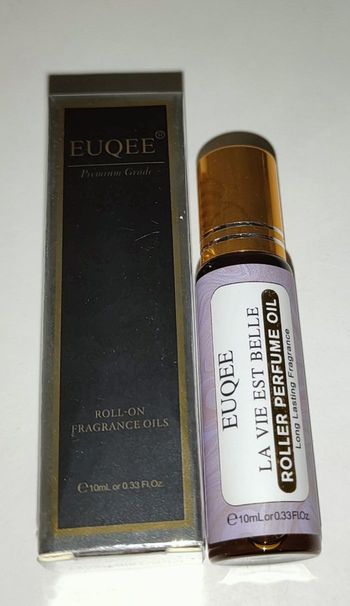 EUQEE®
Premium Grade
ROLL-ON
FRAGRANCE OILS
℮10mL or 0.33 Fl.Oz.
EUQEE
LA VIE EST BELLE
ROLLER PERFUME OIL
Long Lasting Fragrance
℮10mL or 0.33 Fl.Oz.